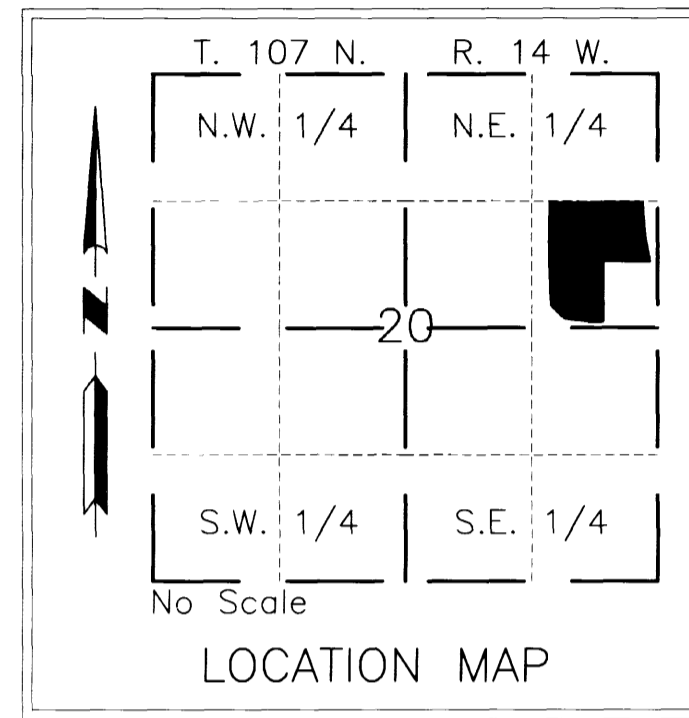 T. 107 N. R. 14 W.
N.W. 1/4 N.E. 1/4
N
20
S.W. 1/4 S.E. 1/4
No Scale
LOCATION MAP